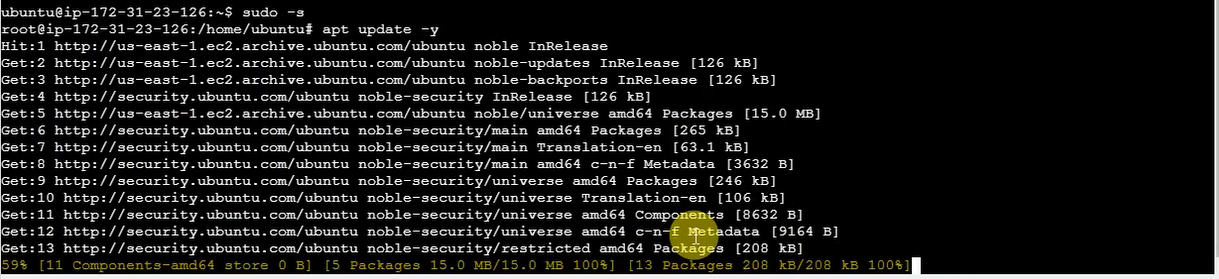 ubuntu@ip-172-31-23-126:~$ sudo -s
root@ip-172-31-23-126:/home/ubuntu# apt update -y
Hit:1 http://us-east-1.ec2.archive.ubuntu.com/ubuntu noble InRelease
Get:2 http://us-east-1.ec2.archive.ubuntu.com/ubuntu noble-updates InRelease [126 kB]
Get:3 http://us-east-1.ec2.archive.ubuntu.com/ubuntu noble-backports InRelease [126 kB]
Get:4 http://security.ubuntu.com/ubuntu noble-security InRelease [126 kB]
Get:5 http://us-east-1.ec2.archive.ubuntu.com/ubuntu noble/universe amd64 Packages [15.0 MB]
Get:6 http://security.ubuntu.com/ubuntu noble-security/main amd64 Packages [265 kB]
Get:7 http://security.ubuntu.com/ubuntu noble-security/main Translation-en [63.1 kB]
Get:8 http://security.ubuntu.com/ubuntu noble-security/main amd64 c-n-f Metadata [3632 B]
Get:9 http://security.ubuntu.com/ubuntu noble-security/universe amd64 Packages [246 kB]
Get:10 http://security.ubuntu.com/ubuntu noble-security/universe Translation-en [106 kB]
Get:11 http://security.ubuntu.com/ubuntu noble-security/universe amd64 Components [8632 B]
Get:12 http://security.ubuntu.com/ubuntu noble-security/universe amd64 c-n-f Metadata [9164 B]
Get:13 http://security.ubuntu.com/ubuntu noble-security/restricted amd64 Packages [208 kB]
59% [11 Components-amd64 store 0 B] [5 Packages 15.0 MB/15.0 MB 100%] [13 Packages 208 kB/208 kB 100%]